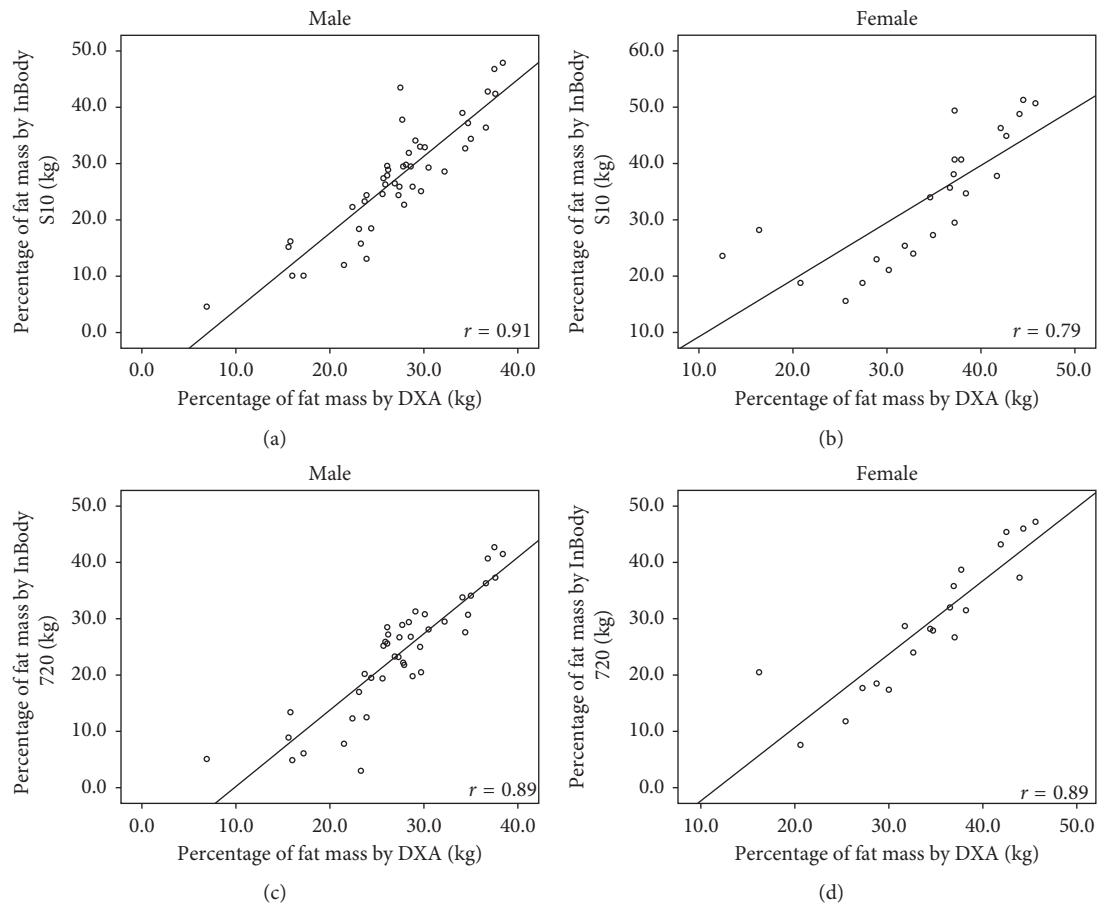 Male
Percentage of fat mass by InBody
S10 (kg)
50.0
40.0
30.0
20.0
10.0
0.0
r = 0.91
0.0 10.0 20.0 30.0 40.0
Percentage of fat mass by DXA (kg)
(a)
Female
Percentage of fat mass by InBody
S10 (kg)
60.0
50.0
40.0
30.0
20.0
10.0
r = 0.79
10.0 20.0 30.0 40.0 50.0
Percentage of fat mass by DXA (kg)
(b)
Male
Percentage of fat mass by InBody
720 (kg)
50.0
40.0
30.0
20.0
10.0
0.0
r = 0.89
0.0 10.0 20.0 30.0 40.0
Percentage of fat mass by DXA (kg)
(c)
Female
Percentage of fat mass by InBody
720 (kg)
50.0
40.0
30.0
20.0
10.0
0.0
r = 0.89
10.0 20.0 30.0 40.0 50.0
Percentage of fat mass by DXA (kg)
(d)